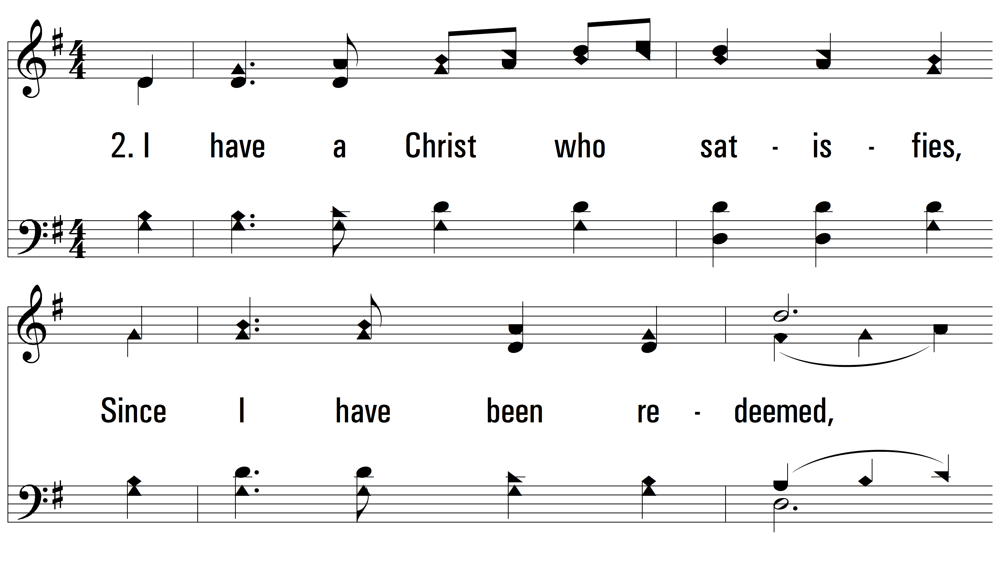 2. I have a Christ who sat - is - fies,
Since I have been re - deemed,